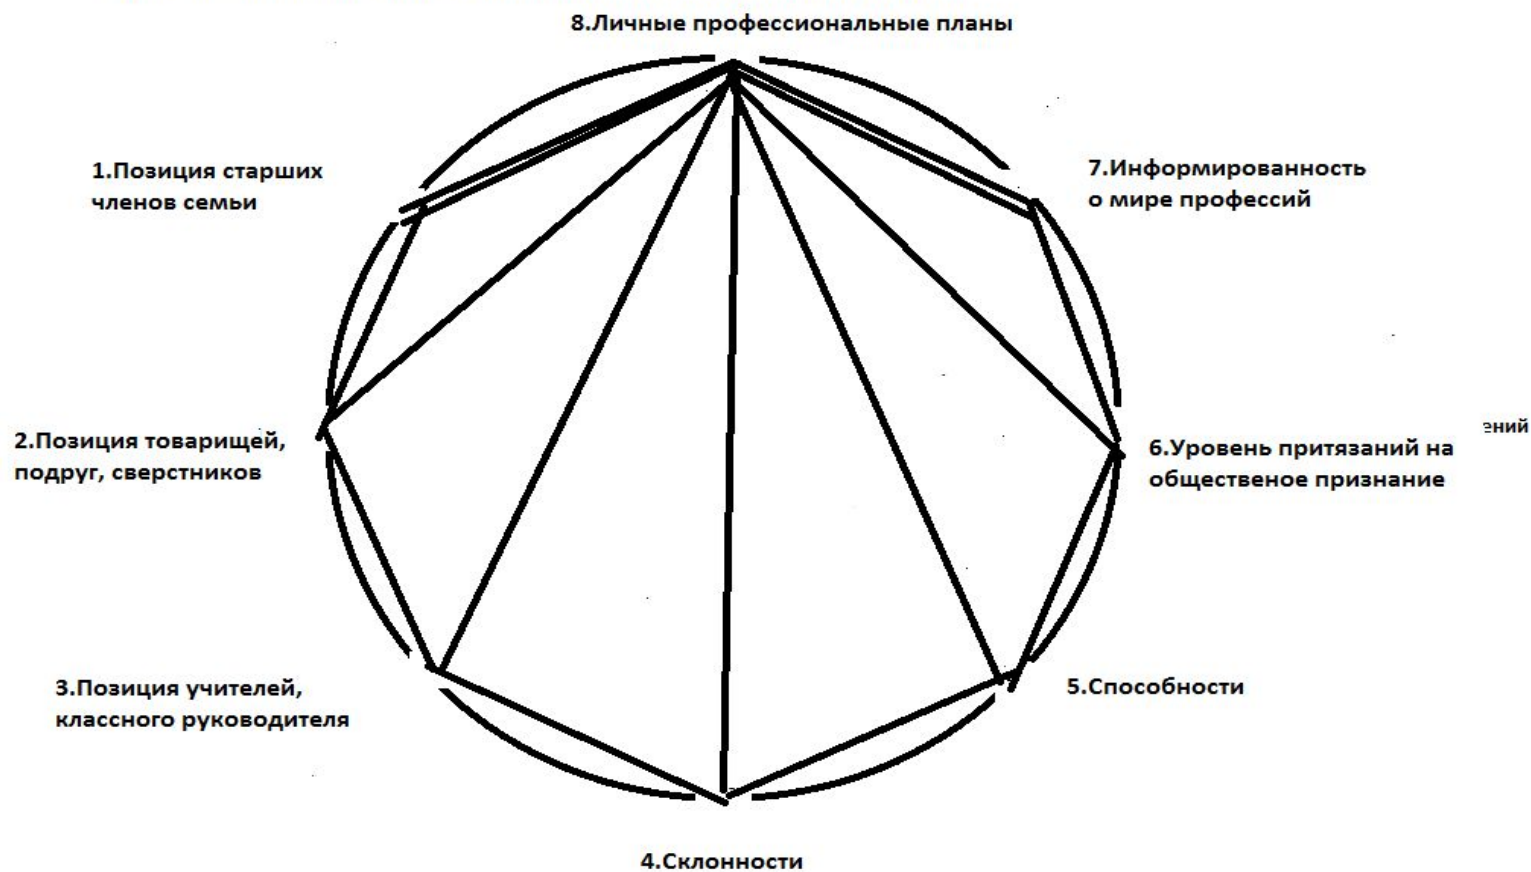 8.Личные профессиональные планы
1.Позиция старших
членов семьи
7.Информированность
о мире профессий
2.Позиция товарищей,
подруг, сверстников
6.Уровень притязаний на
общественое признание
ений
3.Позиция учителей,
классного руководителя
5.Способности
4.Склонности